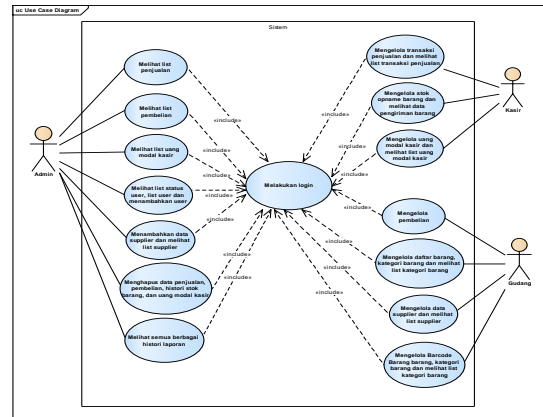 uc Use Case Diagram
Sistem
Melihat list
penjualan
Melihat list
pembelian
Melihat list uang
modal kasir
Melihat list status
user, list user dan
menambahkan user
Menambahkan data
supplier dan melihat
list supplier
Menghapus data penjualan,
pembelian, histori stok
barang, dan uang modal kasir
Melihat semua berbagai
histori laporan
Admin
«include»
«include»
«include»
«include»
«include»
«include»
«include»
Melakukan login
«include»
«include»
«include»
«include»
«include»
«include»
«include»
Mengelola transaksi
penjualan dan melihat
list transaksi penjualan
Mengelola stok
opname barang dan melihat
data pengiriman barang
Mengelola uang
modal kasir dan
melihat list uang
modal kasir
Kasir
Mengelola
pembelian
Mengelola daftar barang,
kategori barang dan melihat
list kategori barang
Mengelola data
supplier dan melihat
list supplier
Mengelola Barcode
Barang barang, kategori
barang dan melihat list
kategori barang
Gudang